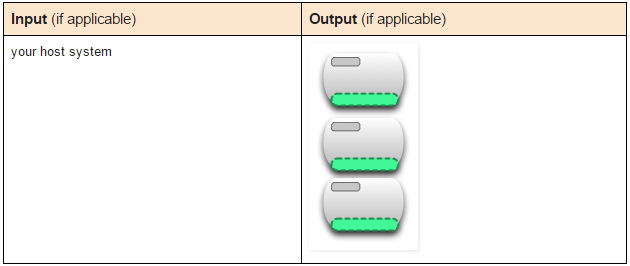 Input (if applicable)
Output (if applicable)
your host system